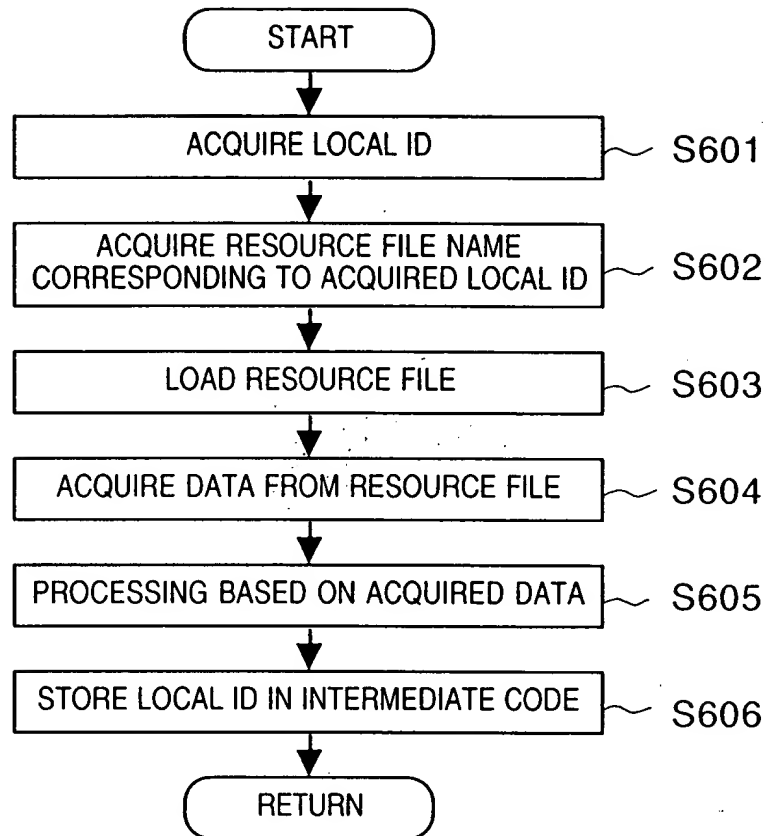 START
ACQUIRE LOCAL ID
S601
ACQUIRE RESOURCE FILE NAME
CORRESPONDING TO ACQUIRED LOCAL ID
S602
LOAD RESOURCE FILE
S603
ACQUIRE DATA FROM RESOURCE FILE
S604
PROCESSING BASED ON ACQUIRED DATA
S605
STORE LOCAL ID IN INTERMEDIATE CODE
S606
RETURN